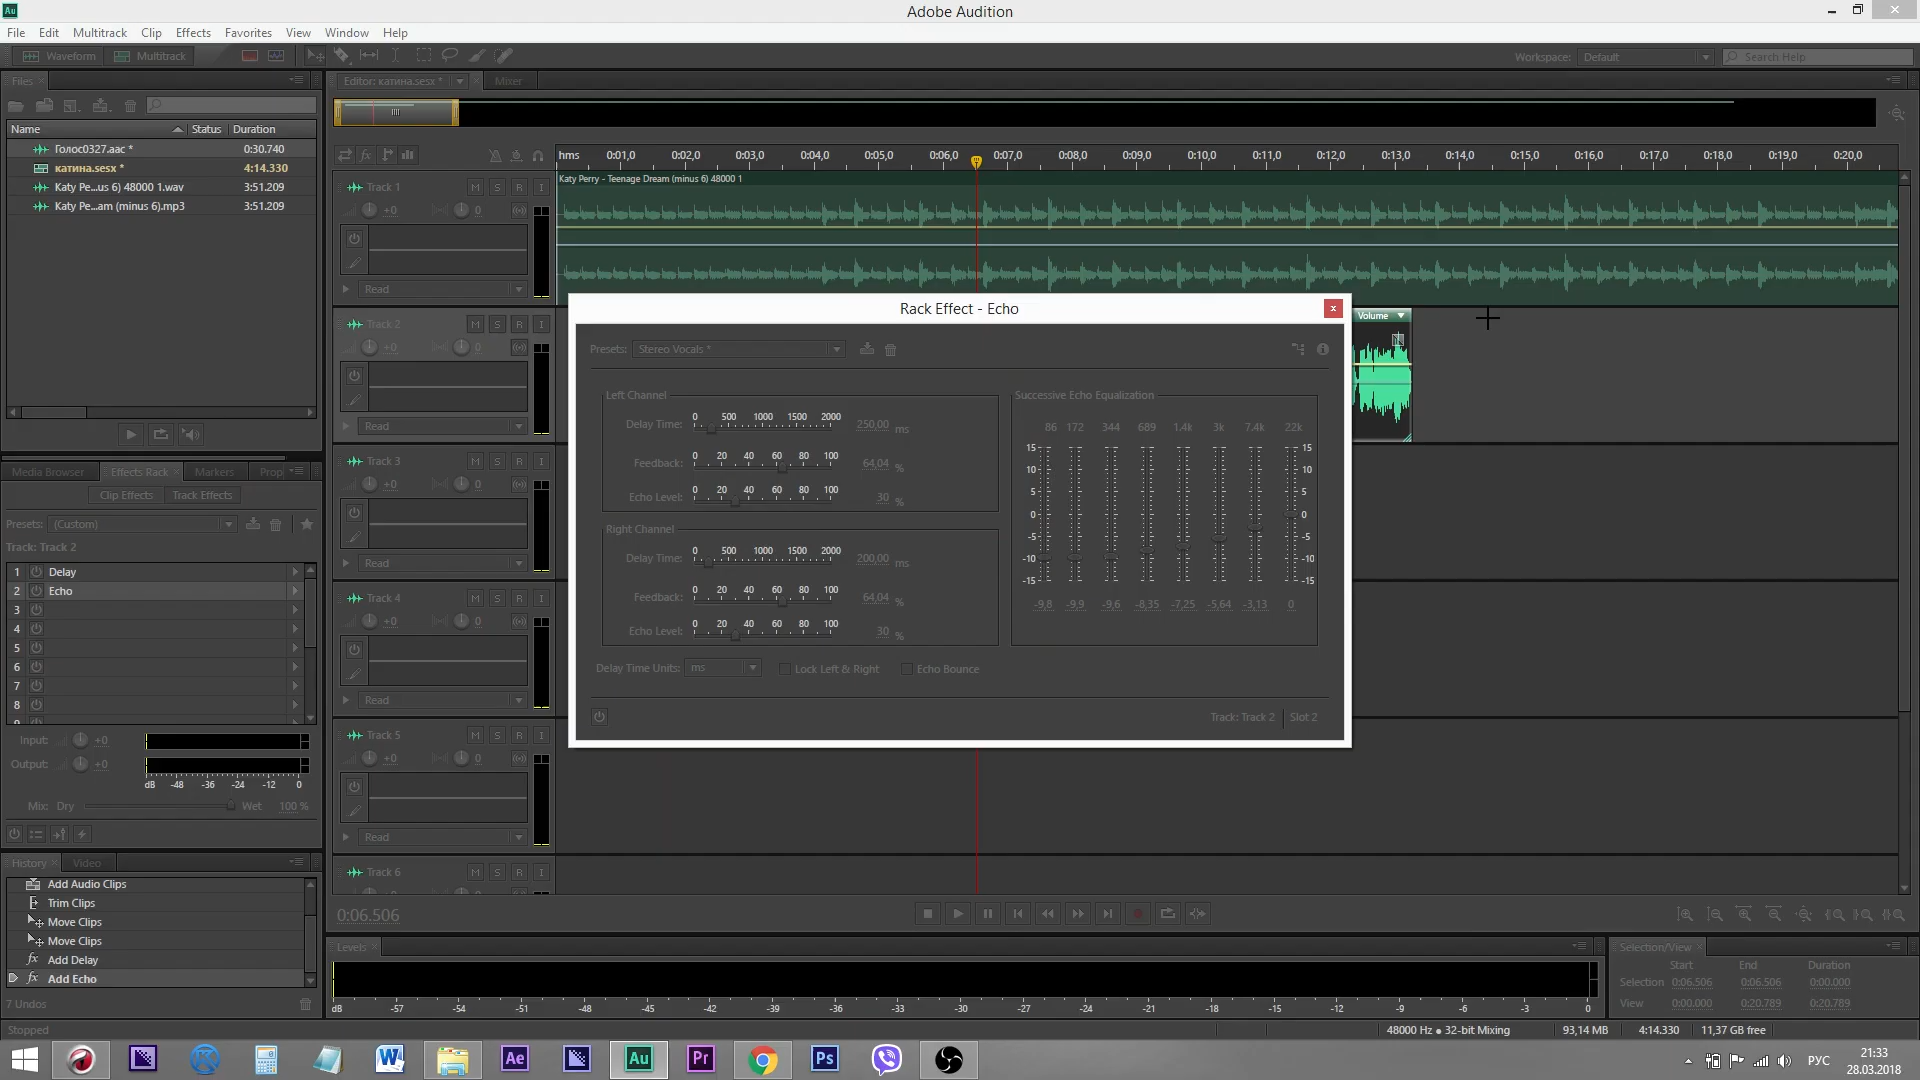 Au
Adobe Audition
File Edit Multitrack Clip Effects Favorites View Window Help
Waveform Multitrack Workspace: Default Search Help
Files Editor: катина.sesx * Mixer
Name Status Duration
Голос0327.aac * 0:30.740
катина.sesx * 4:14.330
Katy Pe...us 6) 48000 1.wav 3:51.209
Katy Pe...am (minus 6).mp3 3:51.209
hms 0:01,0 0:02,0 0:03,0 0:04,0 0:05,0 0:06,0 0:07,0 0:08,0 0:09,0 0:10,0 0:11,0 0:12,0 0:13,0 0:14,0 0:15,0 0:16,0 0:17,0 0:18,0 0:19,0 0:20,0
Katy Perry - Teenage Dream (minus 6) 48000 1
Track 1 M S R I
+0 0
Read
Track 2 M S R I
+0 0
Read
Track 3 M S R I
+0 0
Read
Track 4 M S R I
+0 0
Read
Track 5 M S R I
+0 0
Read
Track 6 M S R I
Volume
Rack Effect - Echo
Presets: Stereo Vocals *
Left Channel
0 500 1000 1500 2000
Delay Time: 250,00 ms
0 20 40 60 80 100
Feedback: 64,04 %
0 20 40 60 80 100
Echo Level: 30 %
Right Channel
0 500 1000 1500 2000
Delay Time: 200,00 ms
0 20 40 60 80 100
Feedback: 64,04 %
0 20 40 60 80 100
Echo Level: 30 %
Successive Echo Equalization
86 172 344 689 1.4k 3k 7.4k 22k
15 15
10 10
5 5
0 0
-5 -5
-10 -10
-15 -15
-9,8 -9,9 -9,6 -8,35 -7,25 -5,64 -3,13 0
Delay Time Units: ms Lock Left & Right Echo Bounce
Track: Track 2 Slot 2
Media Browser Effects Rack Markers Prop
Clip Effects Track Effects
Presets: (Custom)
Track: Track 2
1 Delay
2 Echo
3
4
5
6
7
8
Input: +0
Output: +0
dB -48 -36 -24 -12 0
Mix: Dry Wet 100 %
History Video
Add Audio Clips
Trim Clips
Move Clips
Move Clips
Add Delay
fx Add Echo
7 Undos
Stopped
0:06.506
Levels
dB -57 -54 -51 -48 -45 -42 -39 -36 -33 -30 -27 -24 -21 -18 -15 -12 -9 -6 -3 0
Selection/View
Start End Duration
Selection 0:06.506 0:06.506 0:00.000
View 0:00.000 0:20.789 0:20.789
48000 Hz ● 32-bit Mixing 93,14 MB 4:14.330 11,37 GB free
W Ae Au Pr Ps
РУС
21:33
28.03.2018